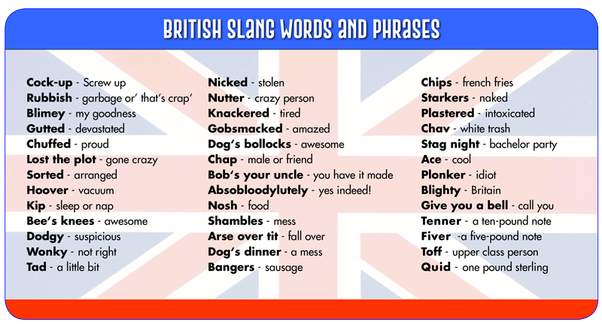 BRITISH SLANG WORDS AND PHRASES
Cock-up - Screw up
Rubbish - garbage or’ that’s crap’
Blimey - my goodness
Gutted - devastated
Chuffed - proud
Lost the plot - gone crazy
Sorted - arranged
Hoover - vacuum
Kip - sleep or nap
Bee’s knees - awesome
Dodgy - suspicious
Wonky - not right
Tad - a little bit
Nicked - stolen
Nutter - crazy person
Knackered - tired
Gobsmacked - amazed
Dog’s bollocks - awesome
Chap - male or friend
Bob’s your uncle - you have it made
Absobloodylutely - yes indeed!
Nosh - food
Shambles - mess
Arse over tit - fall over
Dog’s dinner - a mess
Bangers - sausage
Chips - french fries
Starkers - naked
Plastered - intoxicated
Chav - white trash
Stag night - bachelor party
Ace - cool
Plonker - idiot
Blighty - Britain
Give you a bell - call you
Tenner - a ten-pound note
Fiver -a five-pound note
Toff - upper class person
Quid - one pound sterling